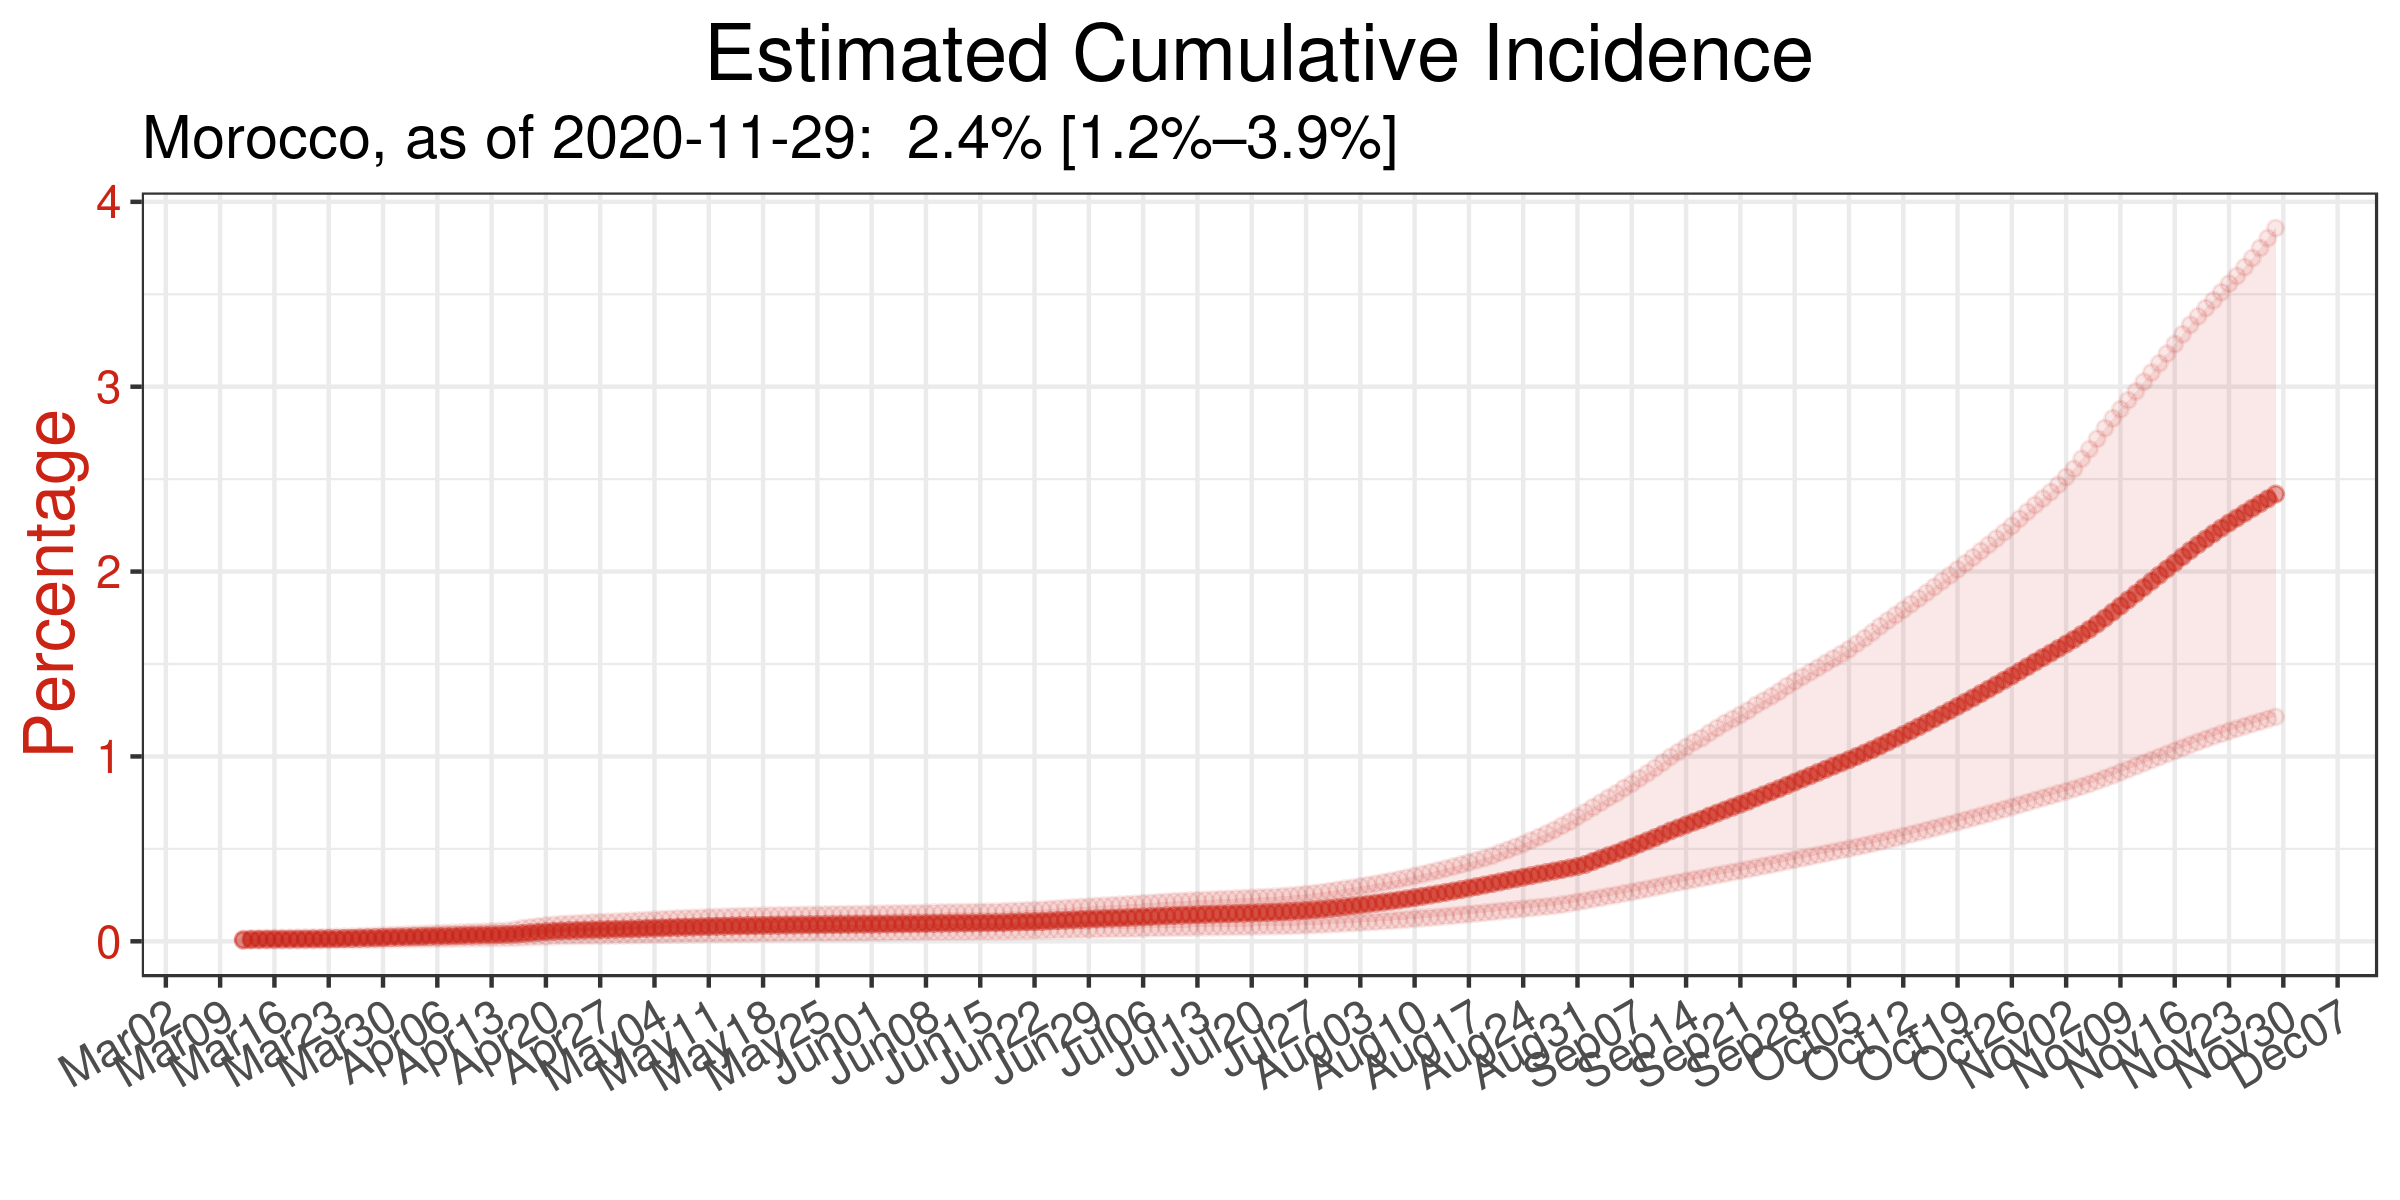 Estimated Cumulative Incidence
Morocco, as of 2020-11-29:  2.4% [1.2%–3.9%]
Percentage
4
3
2
1
0
Mar02
Mar09
Mar16
Mar23
Mar30
Apr06
Apr13
Apr20
Apr27
May04
May11
May18
May25
Jun01
Jun08
Jun15
Jun22
Jun29
Jul06
Jul13
Jul20
Jul27
Aug03
Aug10
Aug17
Aug24
Aug31
Sep07
Sep14
Sep21
Sep28
Oct05
Oct12
Oct19
Oct26
Nov02
Nov09
Nov16
Nov23
Nov30
Dec07